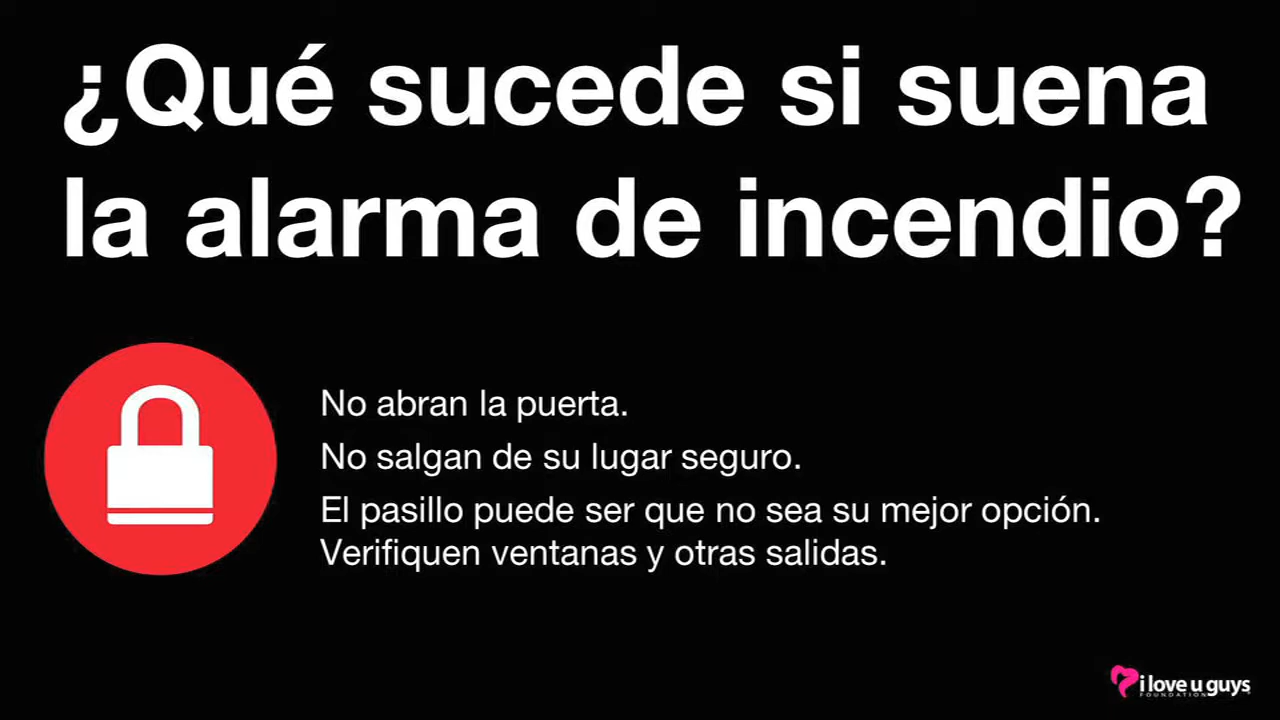 ¿Qué sucede si suena
la alarma de incendio?
No abran la puerta.
No salgan de su lugar seguro.
El pasillo puede ser que no sea su mejor opción.
Verifiquen ventanas y otras salidas.
i love u guys
FOUNDATION